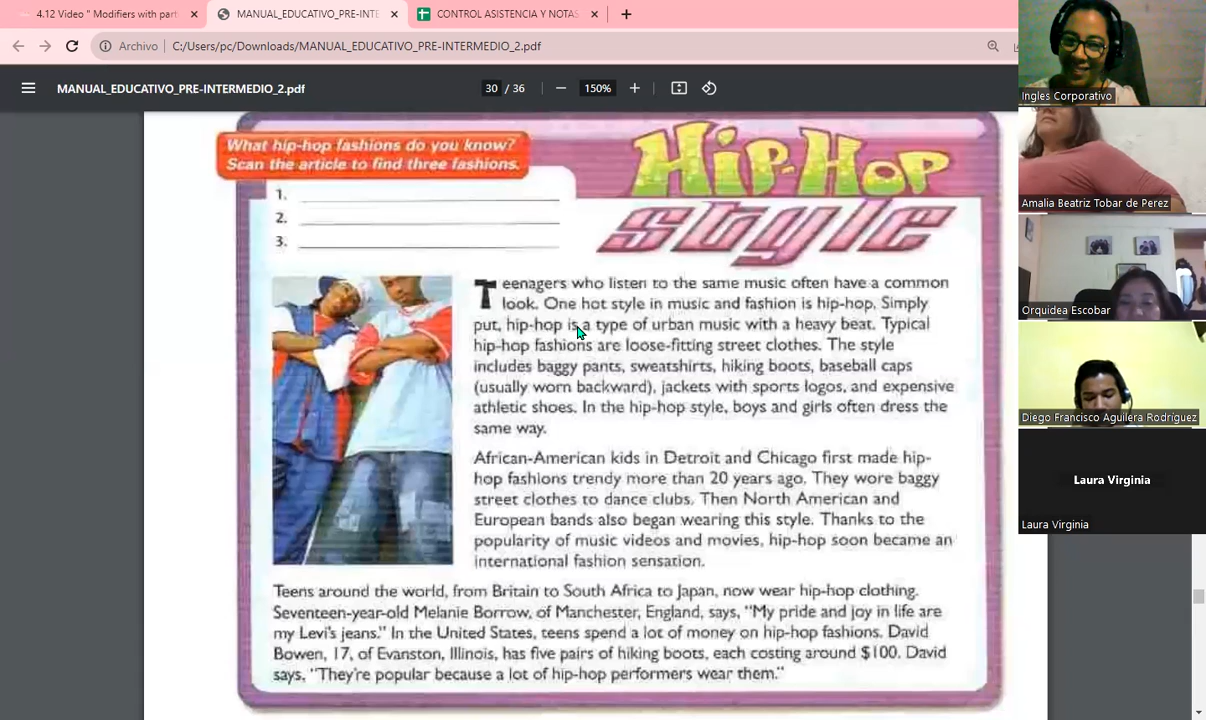 4.12 Video " Modifiers with part
MANUAL_EDUCATIVO_PRE-INTE
CONTROL ASISTENCIA Y NOTAS
Archivo
C:/Users/pc/Downloads/MANUAL_EDUCATIVO_PRE-INTERMEDIO_2.pdf
MANUAL_EDUCATIVO_PRE-INTERMEDIO_2.pdf
30 / 36
150%
What hip-hop fashions do you know?
Scan the article to find three fashions.
1.
2.
3.
Hip-Hop
style
Teenagers who listen to the same music often have a common
look. One hot style in music and fashion is hip-hop. Simply
put, hip-hop is a type of urban music with a heavy beat. Typical
hip-hop fashions are loose-fitting street clothes. The style
includes baggy pants, sweatshirts, hiking boots, baseball caps
(usually worn backward), jackets with sports logos, and expensive
athletic shoes. In the hip-hop style, boys and girls often dress the
same way.
African-American kids in Detroit and Chicago first made hip-
hop fashions trendy more than 20 years ago. They wore baggy
street clothes to dance clubs. Then North American and
European bands also began wearing this style. Thanks to the
popularity of music videos and movies, hip-hop soon became an
international fashion sensation.
Teens around the world, from Britain to South Africa to Japan, now wear hip-hop clothing.
Seventeen-year-old Melanie Borrow, of Manchester, England, says, "My pride and joy in life are
my Levi's jeans." In the United States, teens spend a lot of money on hip-hop fashions. David
Bowen, 17, of Evanston, Illinois, has five pairs of hiking boots, each costing around $100. David
says, "They're popular because a lot of hip-hop performers wear them."
Ingles Corporativo
Amalia Beatriz Tobar de Perez
Orquidea Escobar
Diego Francisco Aguilera Rodríguez
Laura Virginia
Laura Virginia